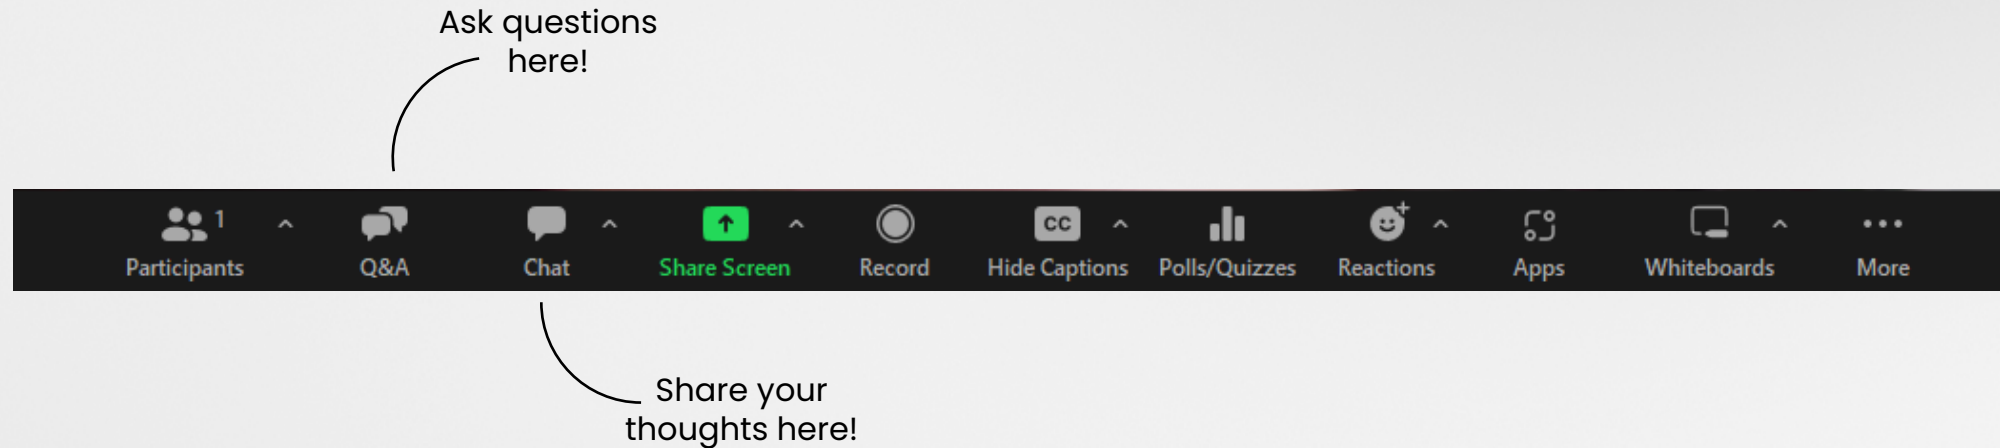 Ask questions
here!
1
Participants
Q&A
Chat
Share Screen
Record
CC
Hide Captions
Polls/Quizzes
Reactions
Apps
Whiteboards
More
Share your
thoughts here!